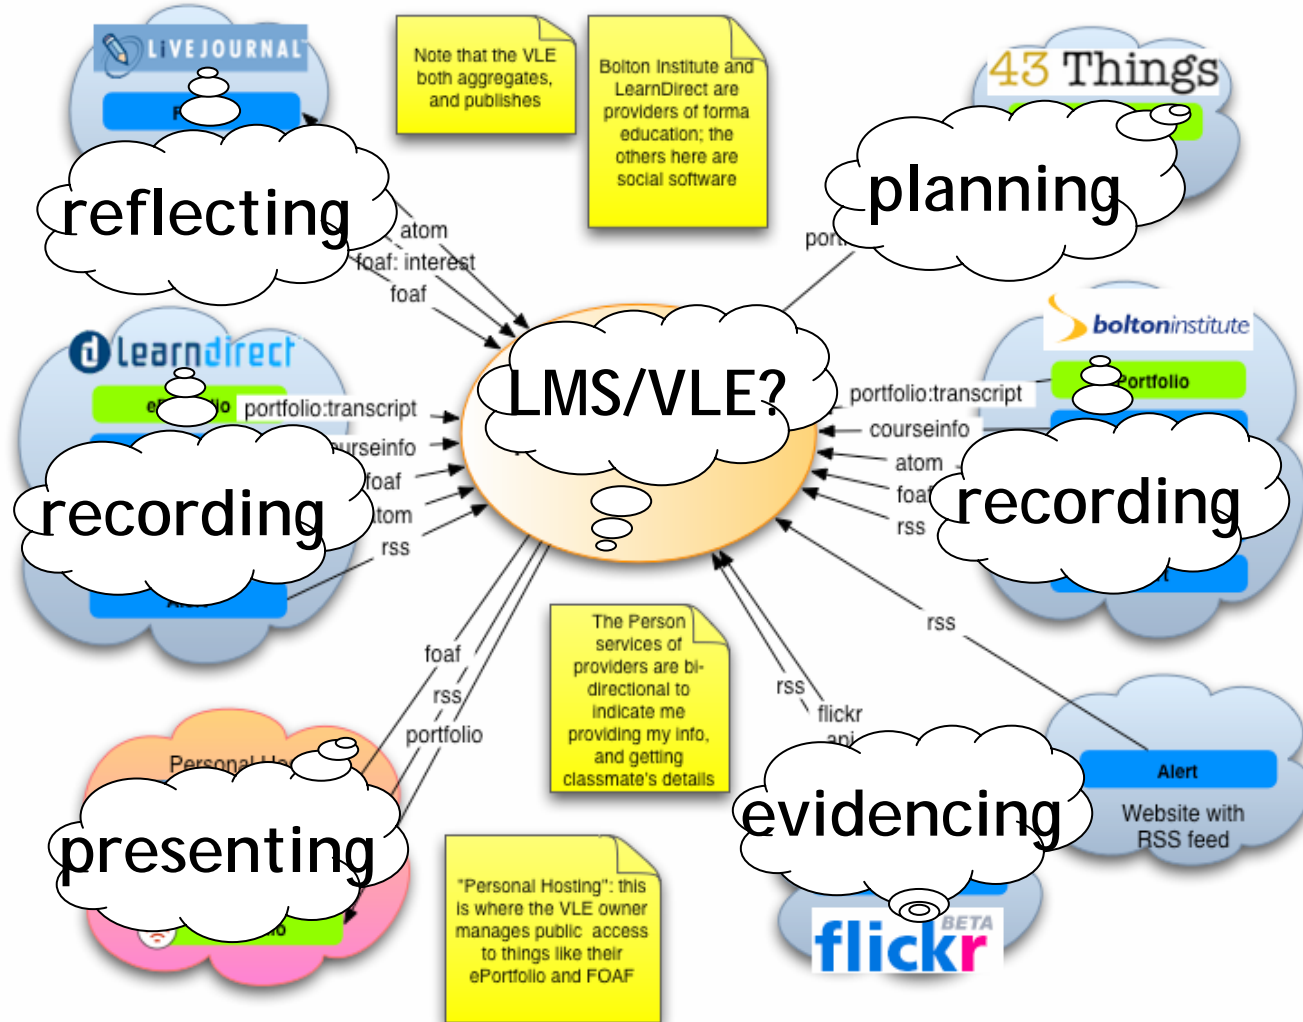 LiVEJOURNAL
reflecting
atom
foaf: interest
foaf
Note that the VLE
both aggregates,
and publishes
Bolton Institute and
LearnDirect are
providers of forma
education; the
others here are
social software
43 Things
planning
learndirect
portfolio:transcript
foaf
rss
recording
LMS/VLE?
boltoninstitute
Portfolio
portfolio:transcript
courseinfo
atom
rss
recording
foaf
rss
portfolio
Personal
presenting
The Person
services of
providers are bi-
directional to
indicate me
providing my info,
and getting
classmate's details
"Personal Hosting": this
is where the VLE owner
manages public access
to things like their
ePortfolio and FOAF
rss
flickr
rss
evidencing
flickr BETA
Alert
Website with
RSS feed